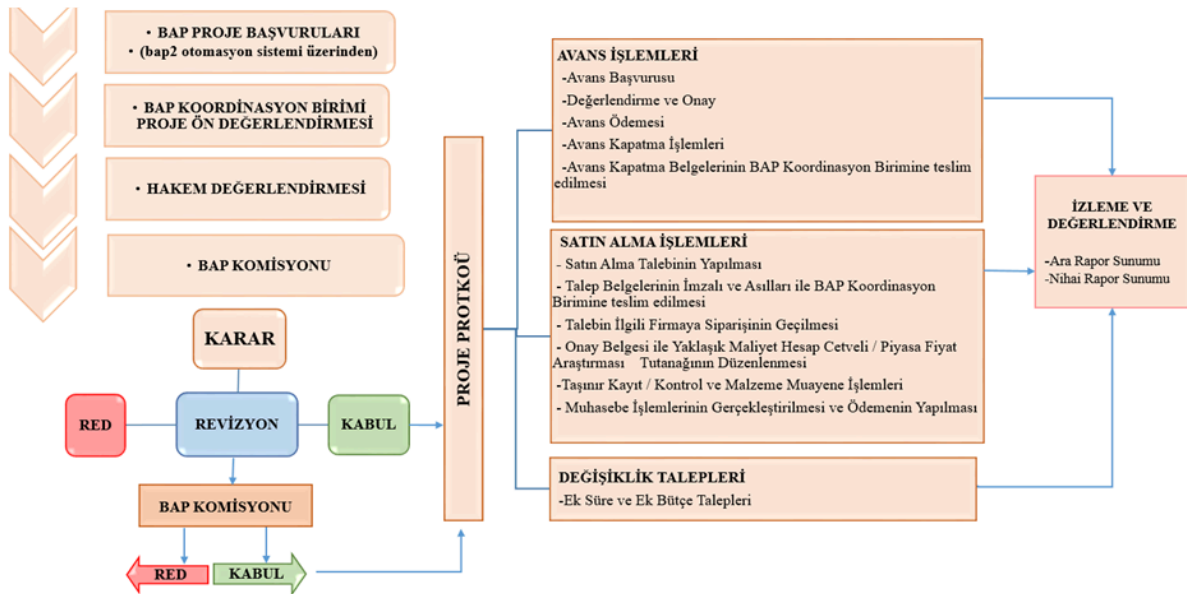 • BAP PROJE BAŞVURULARI
• (bap2 otomasyon sistemi üzerinden)
• BAP KOORDİNASYON BİRİMİ
PROJE ÖN DEĞERLENDİRMESİ
• HAKEM DEĞERLENDİRMESİ
• BAP KOMİSYONU
KARAR
RED
REVİZYON
KABUL
BAP KOMİSYONU
RED
KABUL
PROJE PROTKOÜ
AVANS İŞLEMLERİ
-Avans Başvurusu
-Değerlendirme ve Onay
-Avans Ödemesi
-Avans Kapatma İşlemleri
-Avans Kapatma Belgelerinin BAP Koordinasyon Birimine teslim
edilmesi
SATIN ALMA İŞLEMLERİ
- Satın Alma Talebinin Yapılması
- Talep Belgelerinin İmzalı ve Asılları ile BAP Koordinasyon
Birimine teslim edilmesi
- Talebin İlgili Firmaya Siparişinin Geçilmesi
- Onay Belgesi ile Yaklaşık Maliyet Hesap Cetveli / Piyasa Fiyat
Araştırması Tutanağının Düzenlenmesi
-Taşınır Kayıt / Kontrol ve Malzeme Muayene İşlemleri
- Muhasebe İşlemlerinin Gerçekleştirilmesi ve Ödemenin Yapılması
DEĞİŞİKLİK TALEPLERİ
-Ek Süre ve Ek Bütçe Talepleri
İZLEME VE
DEĞERLENDİRME
-Ara Rapor Sunumu
-Nihai Rapor Sunumu